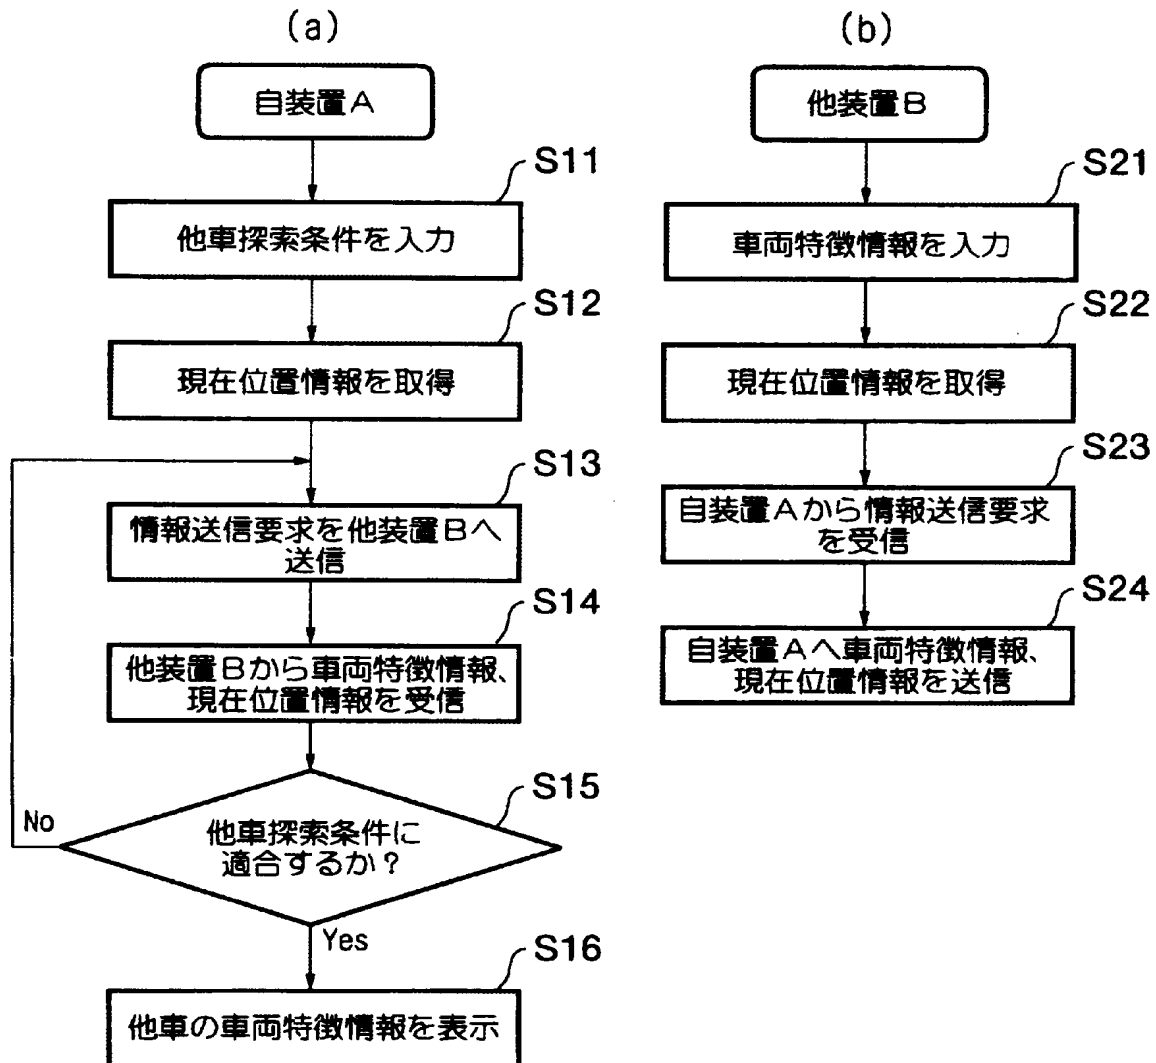 (a)
自装置A
S11
他車探索条件を入力
S12
現在位置情報を取得
S13
情報送信要求を他装置Bへ
送信
S14
他装置Bから車両特徴情報、
現在位置情報を受信
S15
他車探索条件に
適合するか?
No
Yes
S16
他車の車両特徴情報を表示
(b)
他装置B
S21
車両特徴情報を入力
S22
現在位置情報を取得
S23
自装置Aから情報送信要求
を受信
S24
自装置Aへ車両特徴情報、
現在位置情報を送信